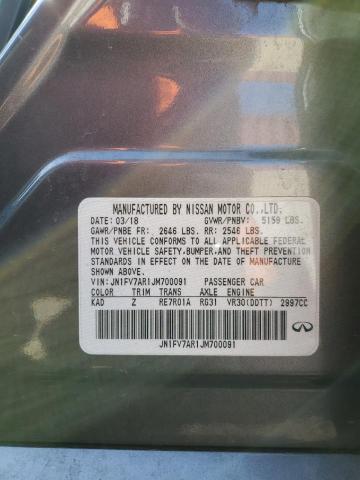 MANUFACTURED BY NISSAN MOTOR CO.,LTD.
DATE: 03/18 GVWR/PNBV: 5159 LBS.
GAWR/PNBE FR: 2646 LBS. RR: 2546 LBS.
THIS VEHICLE CONFORMS TO ALL APPLICABLE FEDERAL
MOTOR VEHICLE SAFETY,BUMPER,AND THEFT PREVENTION
STANDARDS IN EFFECT ON THE DATE OF MANUFACTURE
SHOWN ABOVE.
VIN: JN1FV7AR1JM700091 PASSENGER CAR
COLOR TRIM TRANS AXLE ENGINE
KAD Z RE7R01A RG31 VR30(DDTT) 2997CC
JN1FV7AR1JM700091